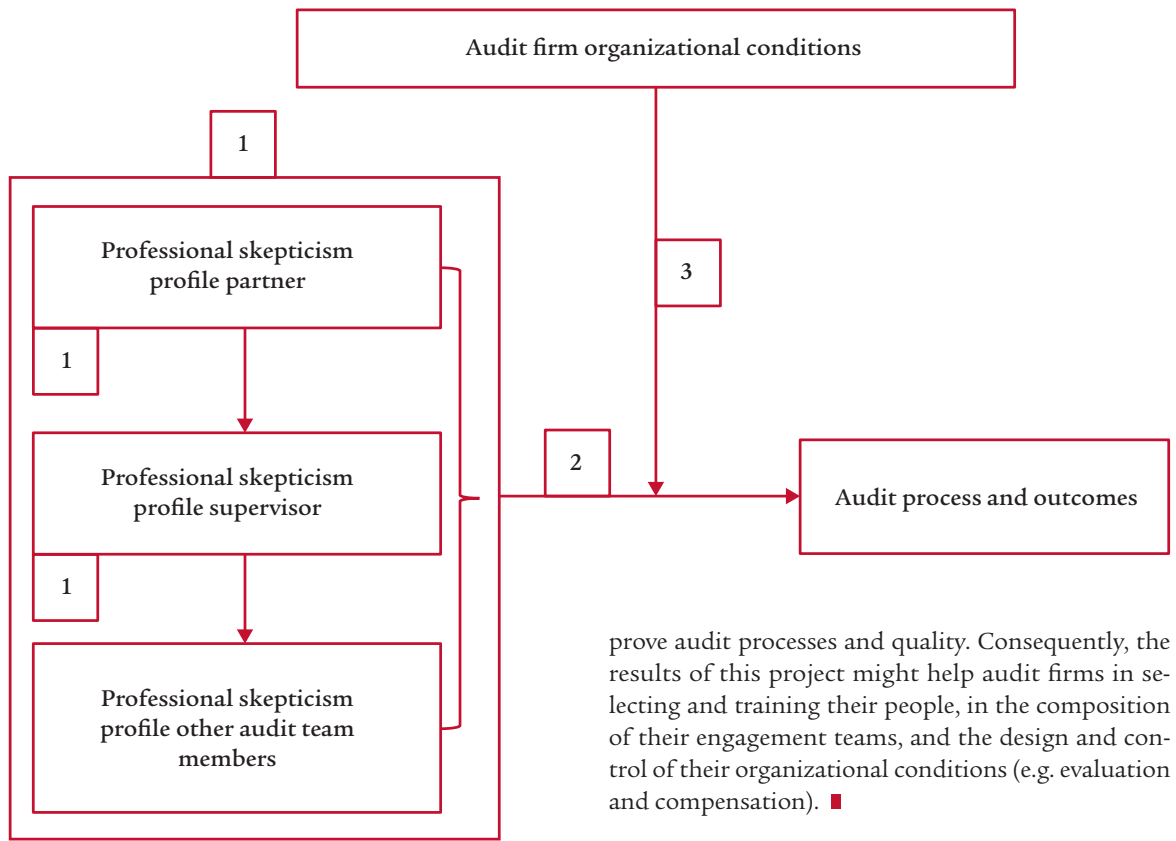 Audit firm organizational conditions
1
Professional skepticism
profile partner
3
1
Professional skepticism
profile supervisor
2
Audit process and outcomes
1
Professional skepticism
profile other audit team
members
prove audit processes and quality. Consequently, the
results of this project might help audit firms in se-
lecting and training their people, in the composition
of their engagement teams, and the design and con-
trol of their organizational conditions (e.g. evaluation
and compensation).